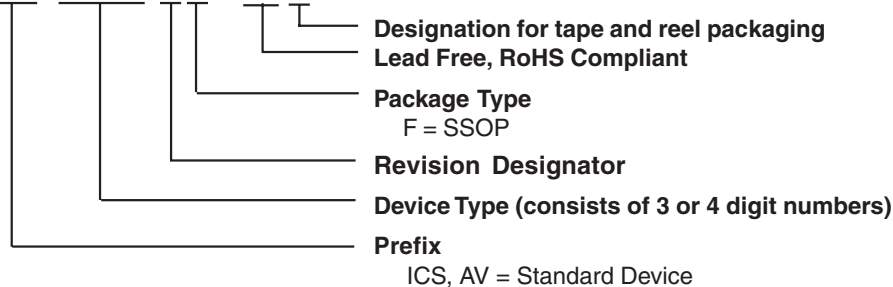 Designation for tape and reel packaging
Lead Free, RoHS Compliant
Package Type
F = SSOP
Revision Designator
Device Type (consists of 3 or 4 digit numbers)
Prefix
ICS, AV = Standard Device